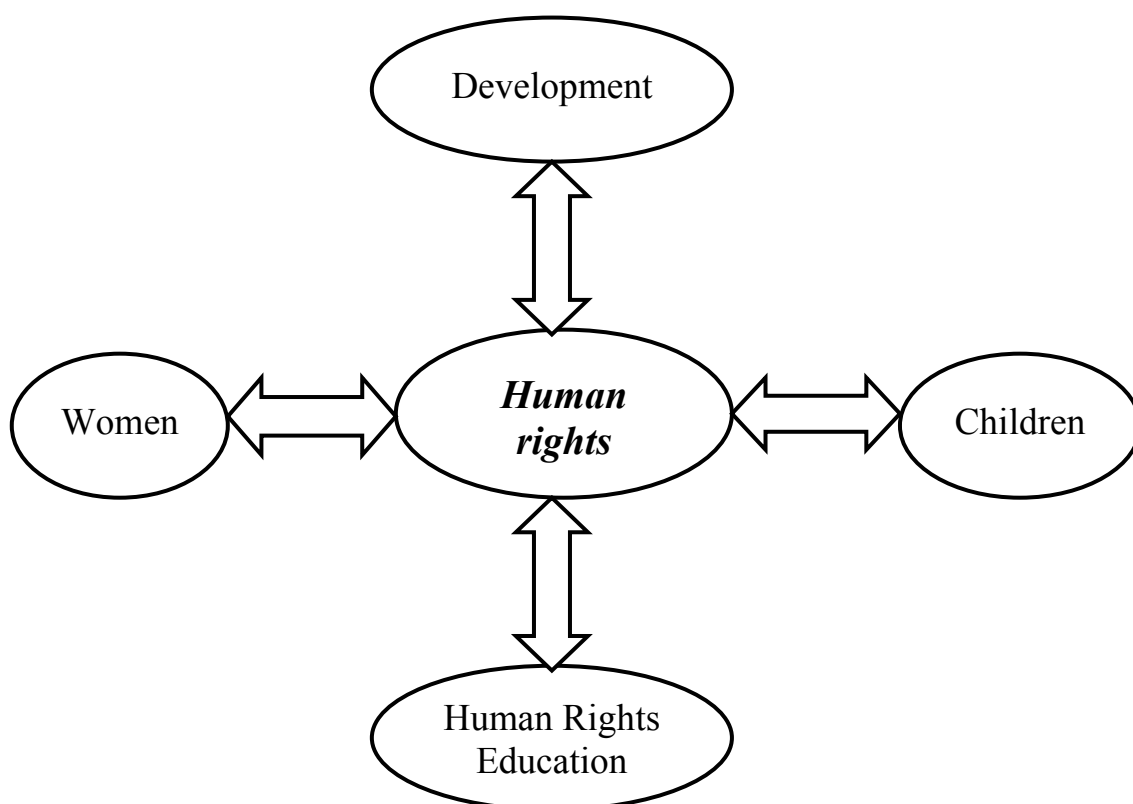 Development
Women
Human
rights
Children
Human Rights
Education